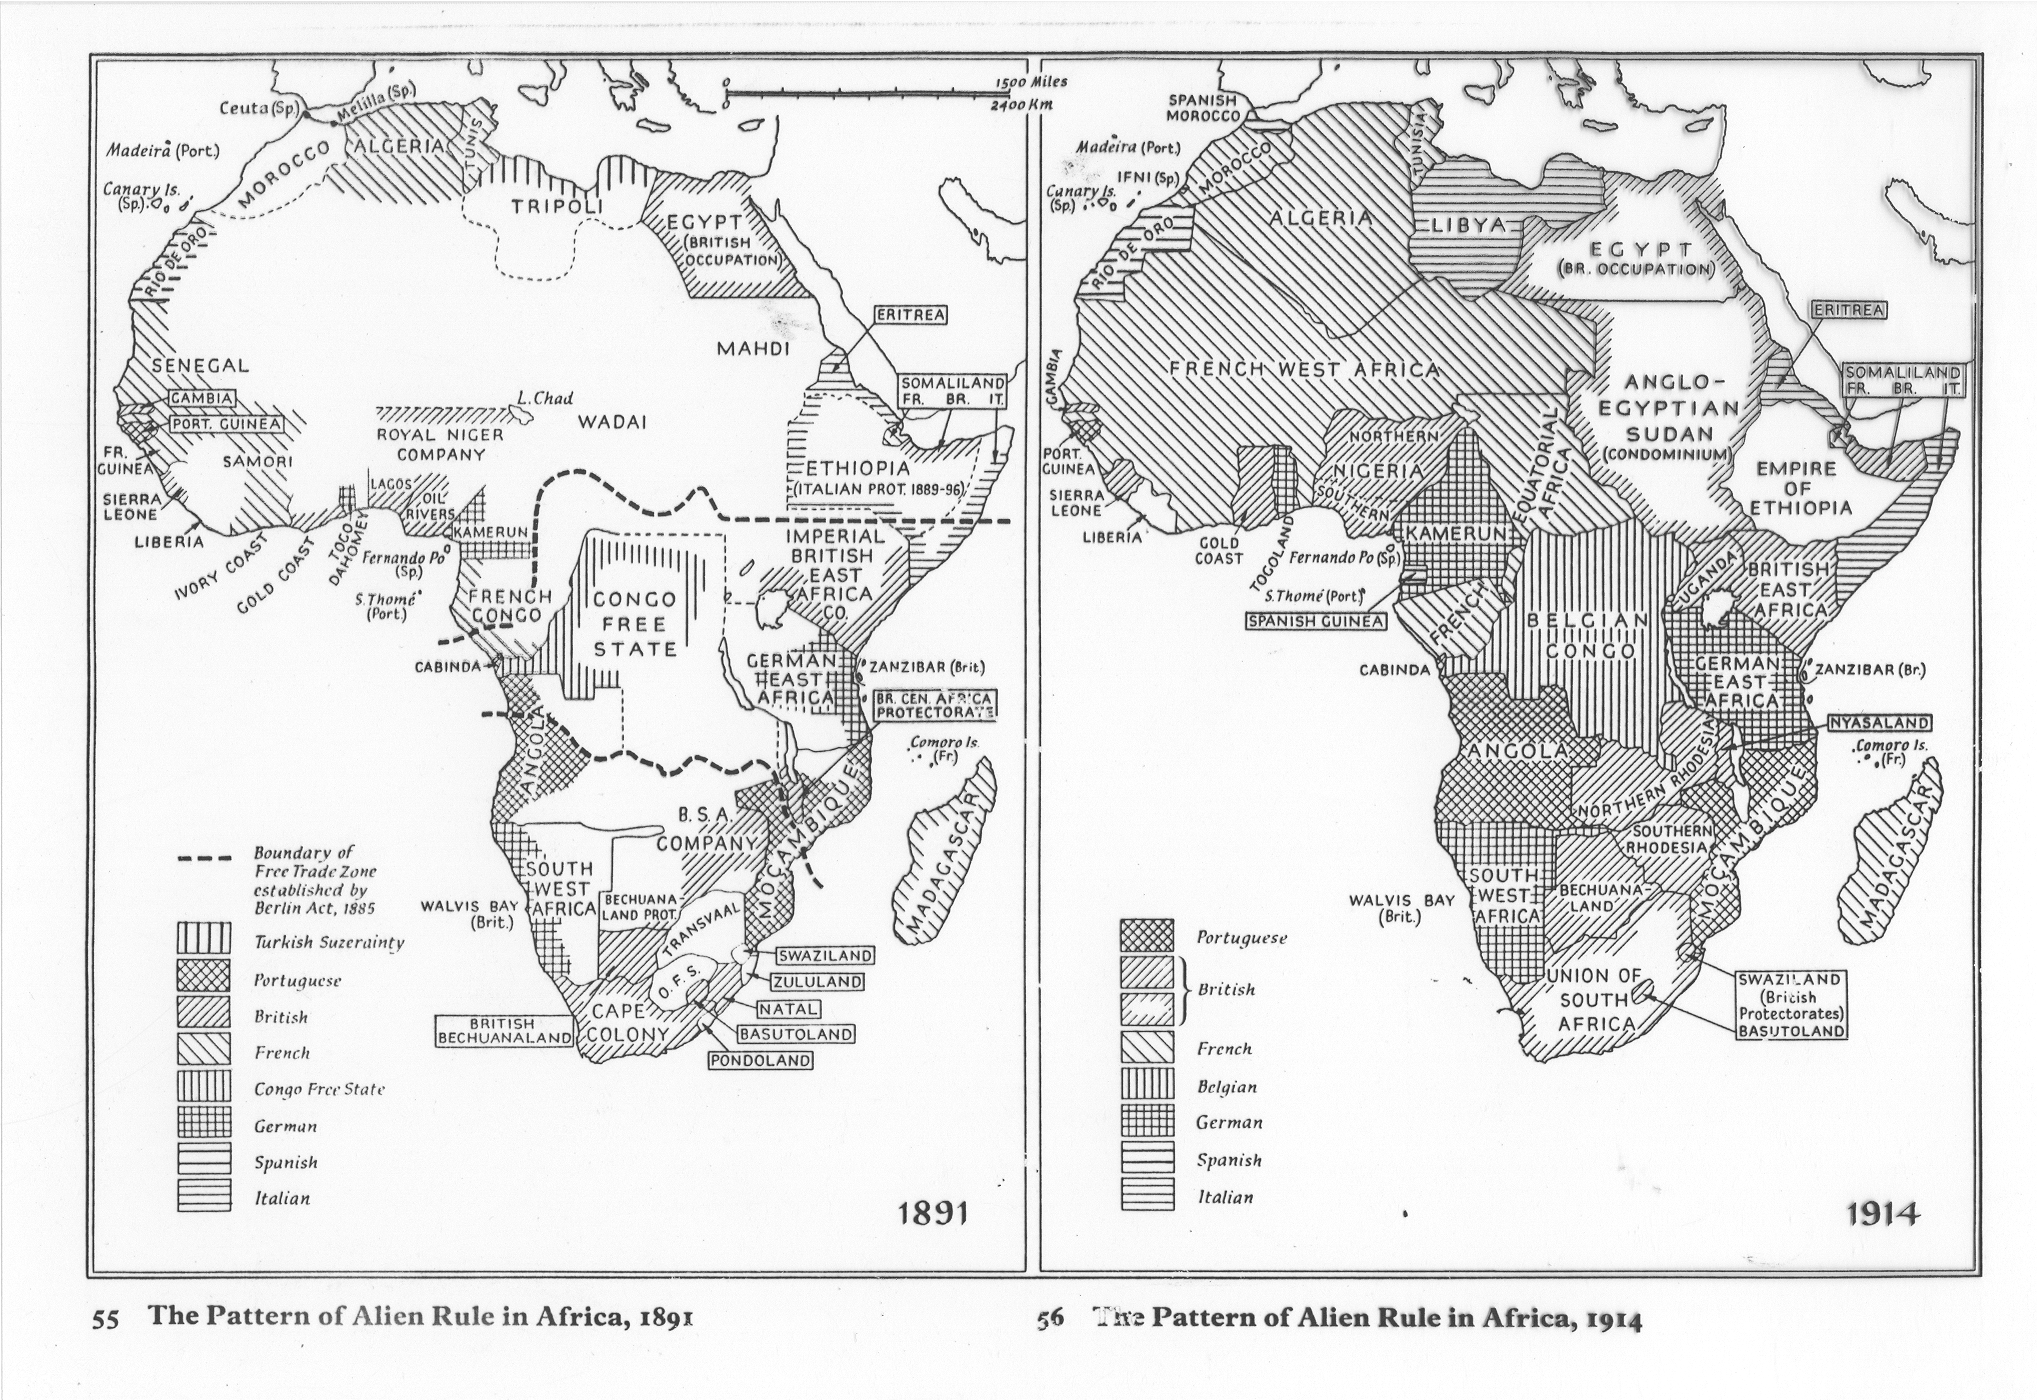 Ceuta (Sp.)
Melilla (Sp.)
0
1500 Miles
0
2400 Km
Madeira (Port.)
Canary Is.
(Sp.)
MOROCCO
ALGERIA
TUNIS
TRIPOLI
EGYPT
(BRITISH
OCCUPATION)
RIO DE ORO
SENEGAL
GAMBIA
PORT. GUINEA
FR.
GUINEA
SAMORI
SIERRA
LEONE
LIBERIA
IVORY COAST
GOLD COAST
TOGO
DAHOMEY
LAGOS
OIL
RIVERS
ROYAL NIGER
COMPANY
L. Chad
WADAI
MAHDI
ERITREA
SOMALILAND
FR. BR. IT.
ETHIOPIA
(ITALIAN PROT. 1889-96)
KAMERUN
Fernando Po
(Sp.)
S. Thomé
(Port.)
FRENCH
CONGO
CONGO
FREE
STATE
IMPERIAL
BRITISH
EAST
AFRICA
CO.
CABINDA
GERMAN
EAST
AFRICA
ZANZIBAR (Brit)
BR. CEN. AFRICA
PROTECTORATE
Comoro Is.
(Fr)
ANGOLA
B.S.A.
COMPANY
MOÇAMBIQUE
MADAGASCAR
SOUTH
WEST
AFRICA
WALVIS BAY
(Brit.)
BECHUANA-
LAND PROT.
TRANSVAAL
O.F.S.
SWAZILAND
ZULULAND
NATAL
BASUTOLAND
PONDOLAND
CAPE
COLONY
BRITISH
BECHUANALAND
Boundary of
Free Trade Zone
established by
Berlin Act, 1885
Turkish Suzerainty
Portuguese
British
French
Congo Free State
German
Spanish
Italian
1891
55 The Pattern of Alien Rule in Africa, 1891
SPANISH
MOROCCO
Madeira (Port.)
IFNI (Sp.)
Canary Is.
(Sp.)
MOROCCO
ALGERIA
TUNISIA
LIBYA
EGYPT
(BR. OCCUPATION)
RIO DE ORO
FRENCH WEST AFRICA
GAMBIA
PORT.
GUINEA
SIERRA
LEONE
LIBERIA
GOLD
COAST
TOGOLAND
NORTHERN
NIGERIA
SOUTHERN
EQUATORIAL
AFRICA
FRENCH
ANGLO-
EGYPTIAN
SUDAN
(CONDOMINIUM)
ERITREA
SOMALILAND
FR. BR. IT.
EMPIRE
OF
ETHIOPIA
KAMERUN
Fernando Po (Sp.)
S. Thomé (Port)
SPANISH GUINEA
CABINDA
BELGIAN
CONGO
UGANDA
BRITISH
EAST
AFRICA
GERMAN
EAST
AFRICA
ZANZIBAR (Br.)
NYASALAND
Comoro Is.
(Fr.)
ANGOLA
NORTHERN RHODESIA
SOUTHERN
RHODESIA
MOÇAMBIQUE
MADAGASCAR
SOUTH
WEST
AFRICA
WALVIS BAY
(Brit.)
BECHUANA-
LAND
UNION OF
SOUTH
AFRICA
SWAZILAND
(British
Protectorates)
BASUTOLAND
Portuguese
British
French
Belgian
German
Spanish
Italian
1914
56 The Pattern of Alien Rule in Africa, 1914